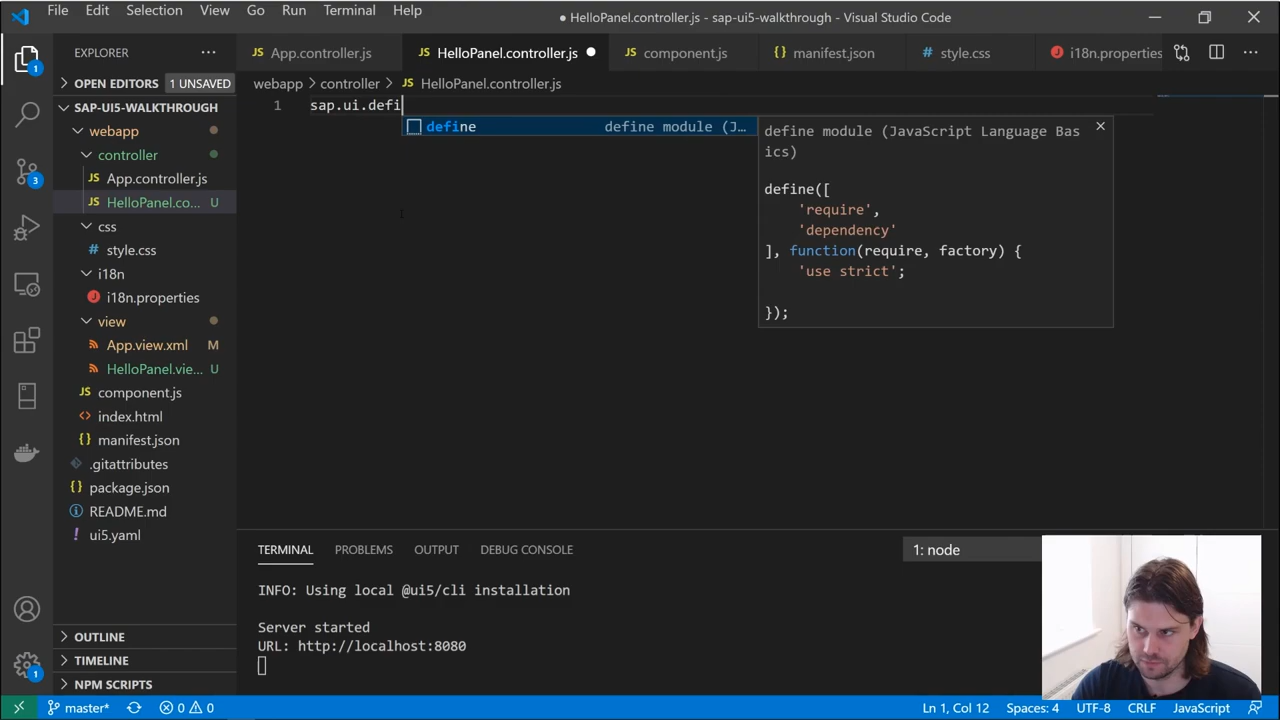 File Edit Selection View Go Run Terminal Help
● HelloPanel.controller.js - sap-ui5-walkthrough - Visual Studio Code
EXPLORER
App.controller.js
HelloPanel.controller.js
component.js
manifest.json
style.css
i18n.properties
OPEN EDITORS
1 UNSAVED
webapp > controller > JS HelloPanel.controller.js
SAP-UI5-WALKTHROUGH
webapp
controller
JS App.controller.js
JS HelloPanel.co... U
css
# style.css
i18n
i18n.properties
view
App.view.xml M
HelloPanel.vie... U
JS component.js
index.html
{} manifest.json
.gitattributes
{} package.json
README.md
! ui5.yaml
OUTLINE
TIMELINE
NPM SCRIPTS
1
3
1
1 sap.ui.defi
define define module (J...
define module (JavaScript Language Bas
ics)
define([
'require',
'dependency'
], function(require, factory) {
'use strict';
});
TERMINAL PROBLEMS OUTPUT DEBUG CONSOLE
1: node
INFO: Using local @ui5/cli installation
Server started
URL: http://localhost:8080
master* 0 0
Ln 1, Col 12 Spaces: 4 UTF-8 CRLF JavaScript